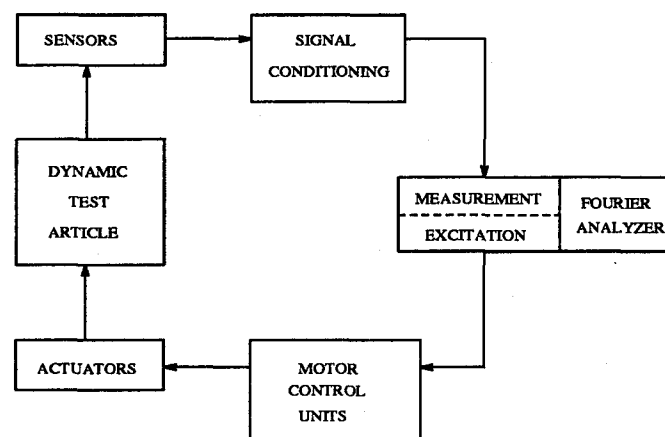 SENSORS
SIGNAL
CONDITIONING
DYNAMIC
TEST
ARTICLE
MEASUREMENT
EXCITATION
FOURIER
ANALYZER
ACTUATORS
MOTOR
CONTROL
UNITS